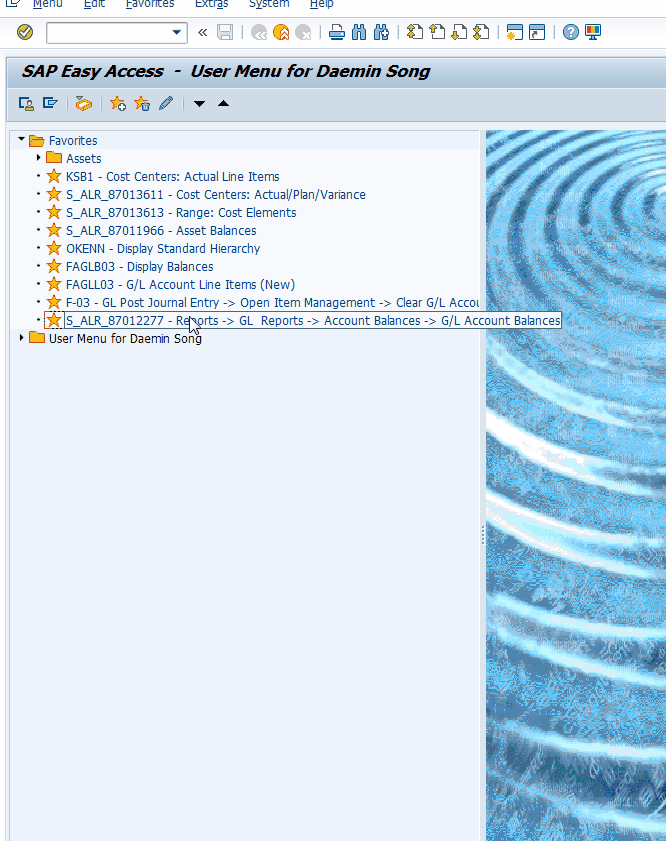 Menu Edit Favorites Extras System Help
SAP Easy Access - User Menu for Daemin Song
Favorites
Assets
KSB1 - Cost Centers: Actual Line Items
S_ALR_87013611 - Cost Centers: Actual/Plan/Variance
S_ALR_87013613 - Range: Cost Elements
S_ALR_87011966 - Asset Balances
OKENN - Display Standard Hierarchy
FAGLB03 - Display Balances
FAGLL03 - G/L Account Line Items (New)
F-03 - GL Post Journal Entry -> Open Item Management -> Clear G/L Accou
S_ALR_87012277 - Reports -> GL Reports -> Account Balances -> G/L Account Balances
User Menu for Daemin Song